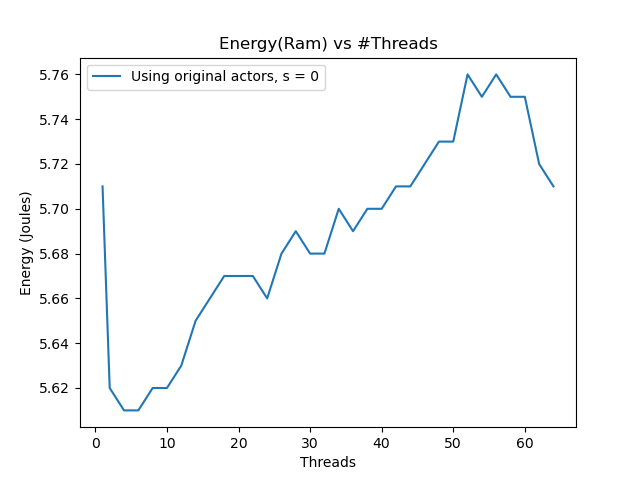 Energy(Ram) vs #Threads
Using original actors, s = 0
5.76
5.74
5.72
5.70
5.68
5.66
5.64
5.62
Energy (Joules)
0 10 20 30 40 50 60
Threads